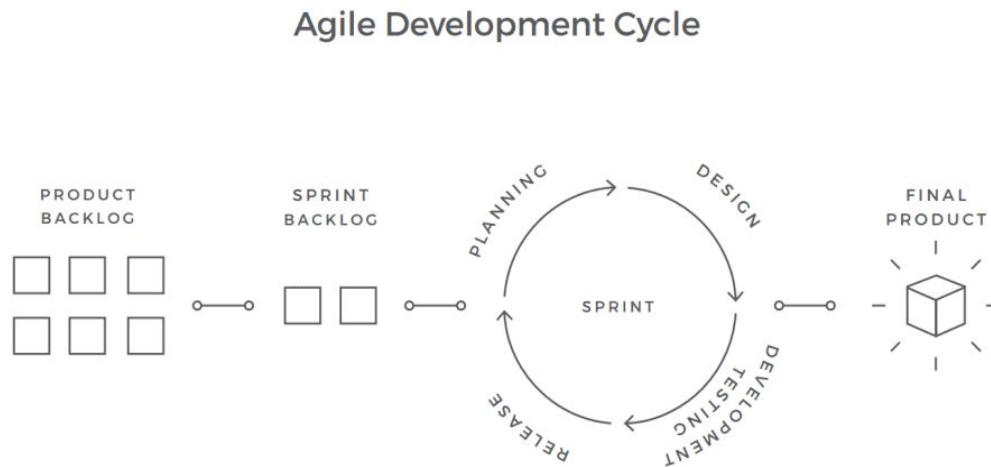 Agile Development Cycle
PRODUCT
BACKLOG
SPRINT
BACKLOG
PLANNING
DESIGN
SPRINT
DEVELOPMENT
TESTING
RELEASE
FINAL
PRODUCT